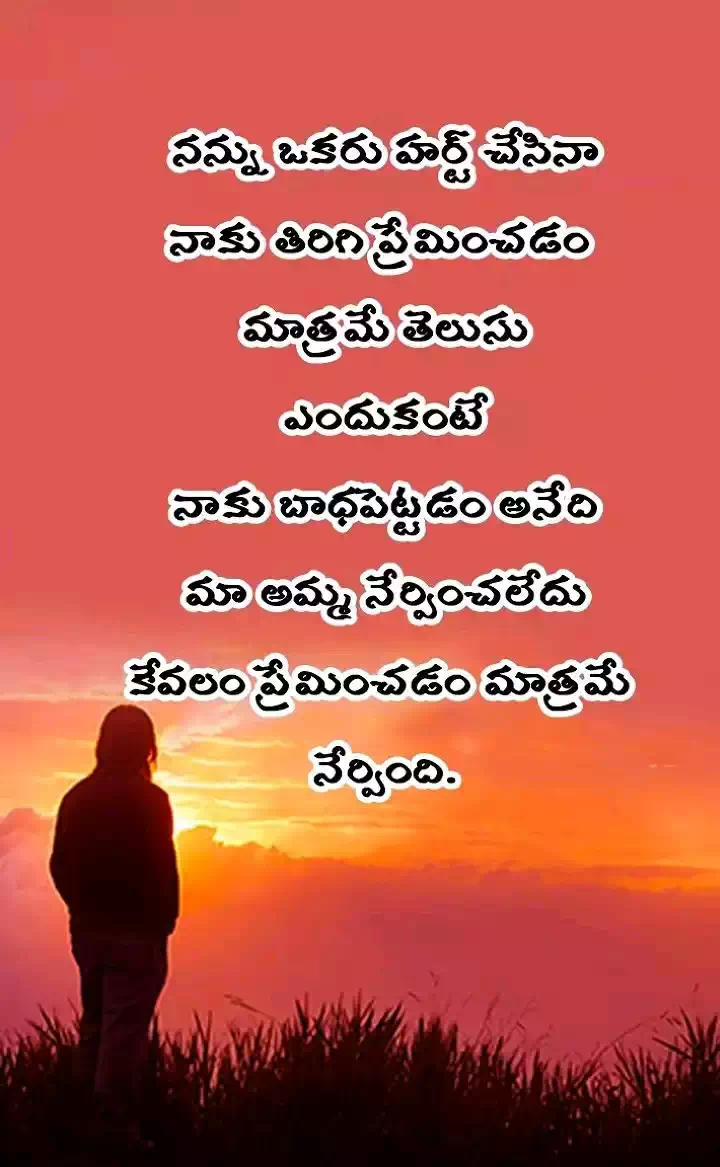 నన్ను ఒకరు హర్ట్ చేసినా
నాకు తిరిగి ప్రేమించడం
మాత్రమే తెలుసు
ఎందుకంటే
నాకు బాధపెట్టడం అనేది
మా అమ్మ నేర్పించలేదు
కేవలం ప్రేమించడం మాత్రమే
నేర్పింది.